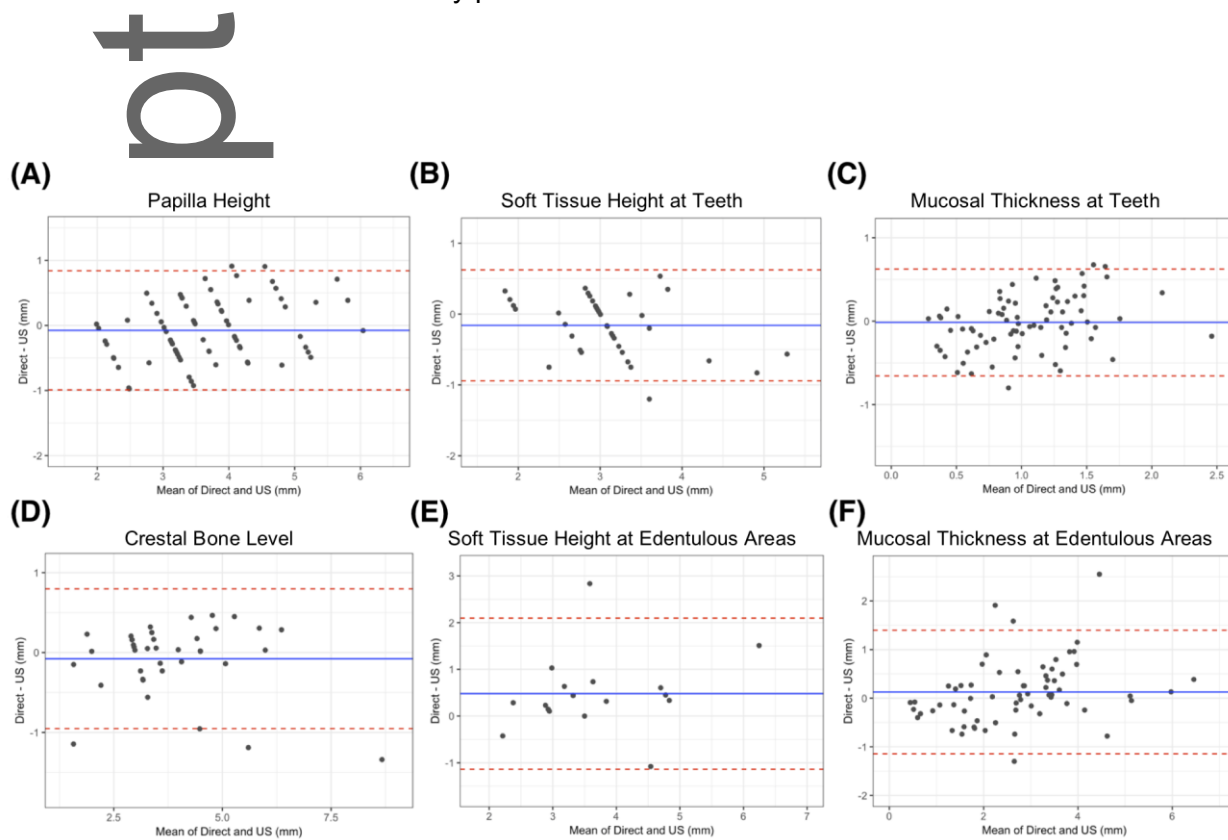 pt
(A)
Papilla Height
1
0
-1
-2
Direct - US (mm)
2 3 4 5 6
Mean of Direct and US (mm)
(B)
Soft Tissue Height at Teeth
1
0
-1
-2
Direct - US (mm)
2 3 4 5
Mean of Direct and US (mm)
(C)
Mucosal Thickness at Teeth
1
0
-1
Direct - US (mm)
0.0 0.5 1.0 1.5 2.0 2.5
Mean of Direct and US (mm)
(D)
Crestal Bone Level
1
0
-1
Direct - US (mm)
2.5 5.0 7.5
Mean of Direct and US (mm)
(E)
Soft Tissue Height at Edentulous Areas
3
2
1
0
-1
Direct - US (mm)
2 3 4 5 6 7
Mean of Direct and US (mm)
(F)
Mucosal Thickness at Edentulous Areas
2
1
0
-1
-2
Direct - US (mm)
0 2 4 6
Mean of Direct and US (mm)